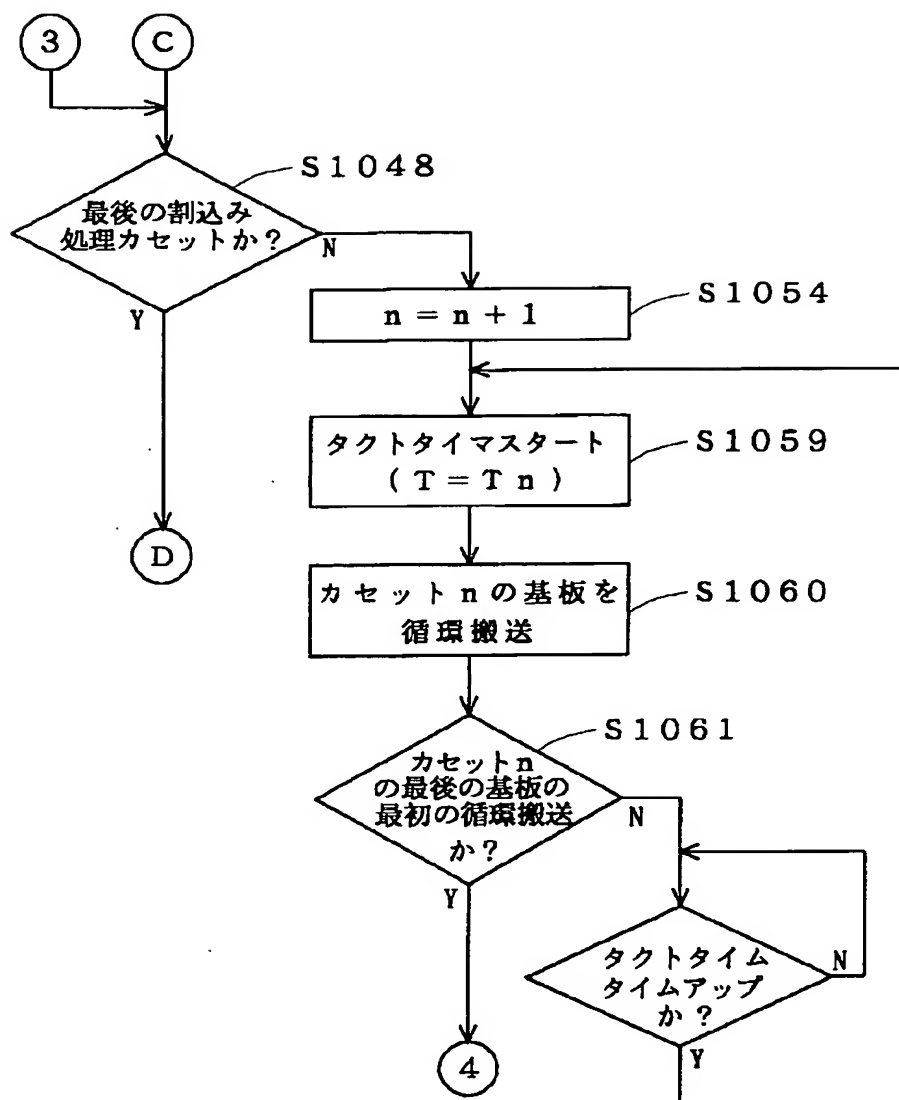 3
C
S1048
最後の割込み
処理カセットか?
N
Y
S1054
n=n+1
S1059
タクトタイマスタート
(T=Tn)
D
S1060
カセットnの基板を
循環搬送
S1061
カセットn
の最後の基板の
最初の循環搬送
か?
N
Y
タクトタイム
タイムアップ
か?
N
Y
4